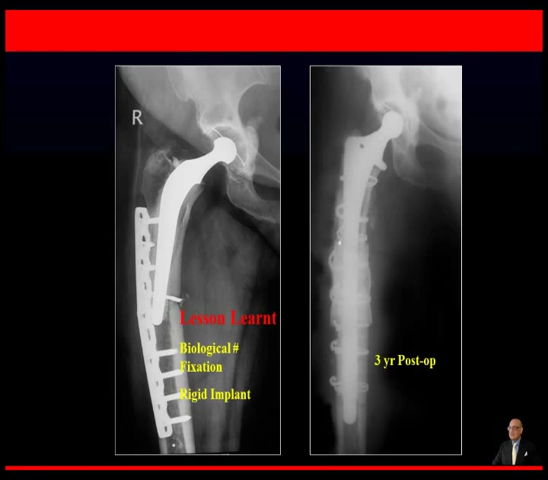 R
Lesson Learnt
Biological #
Fixation
Rigid Implant
3 yr Post-op